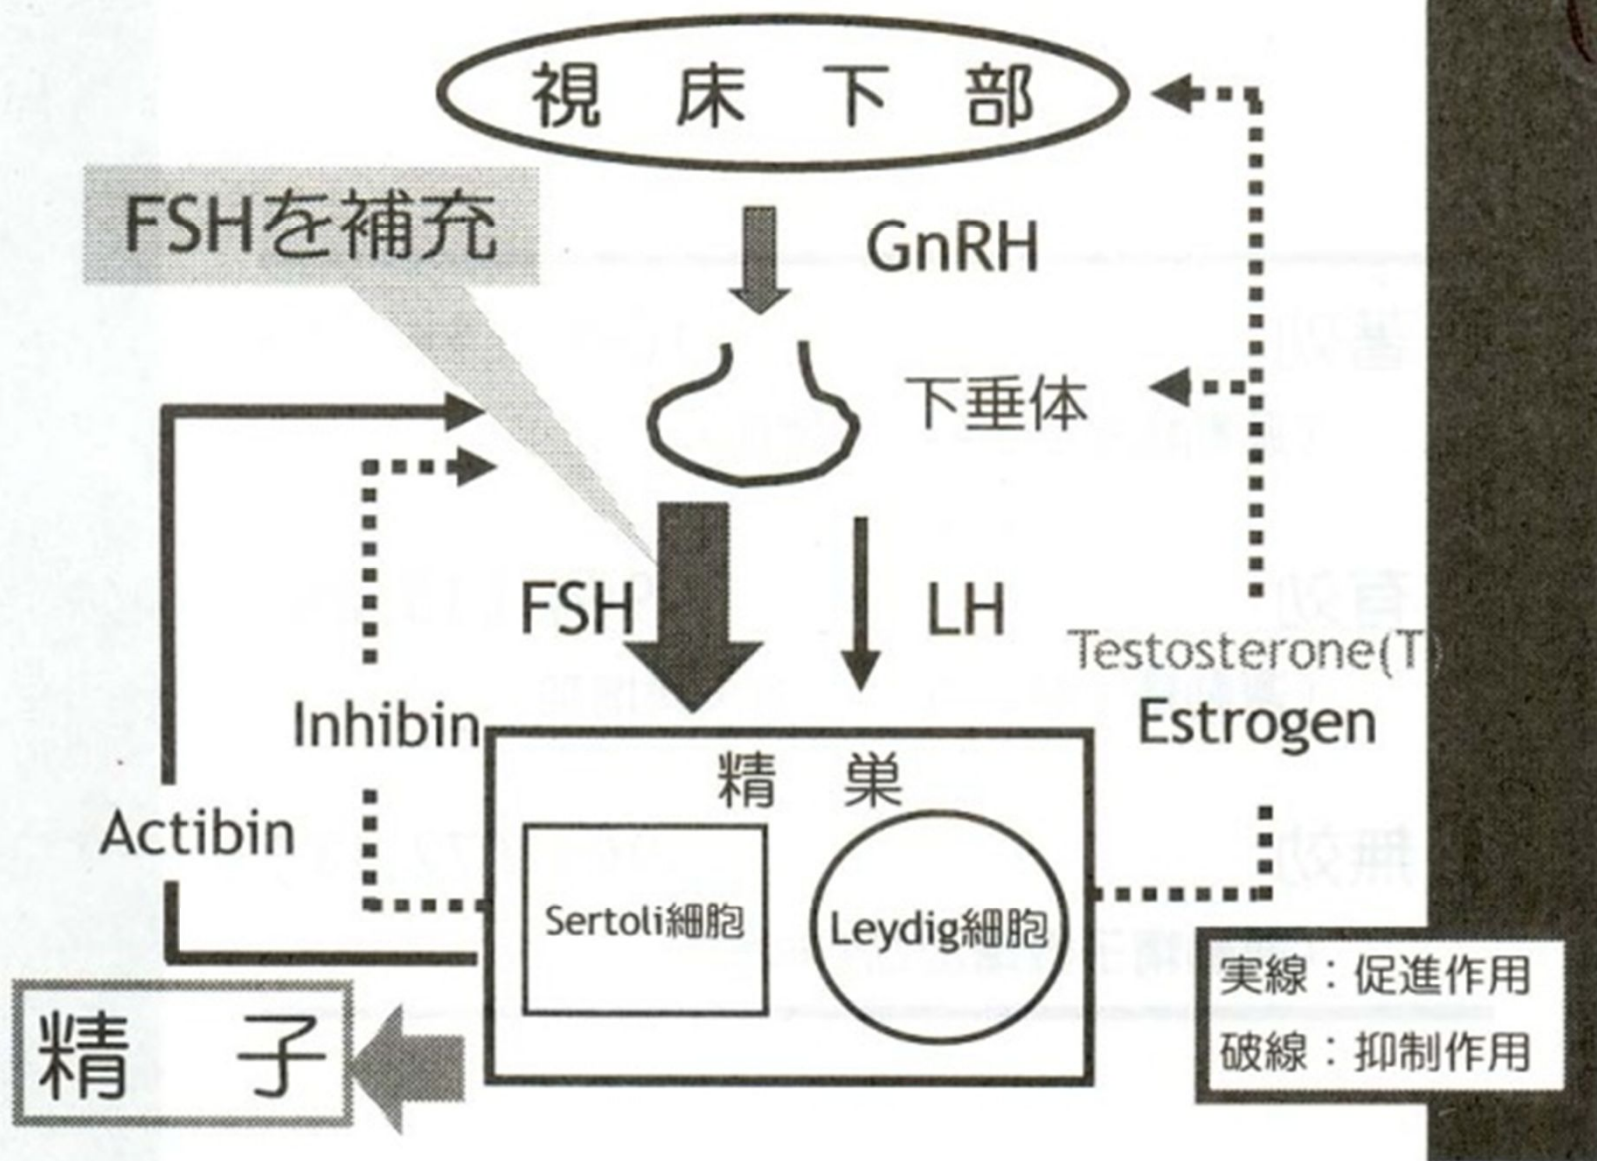 視床下部
FSHを補充
GnRH
下垂体
FSH
LH
Testosterone(T)
Estrogen
Inhibin
精巣
Actibin
Sertoli細胞
Leydig細胞
実線：促進作用
破線：抑制作用
精子